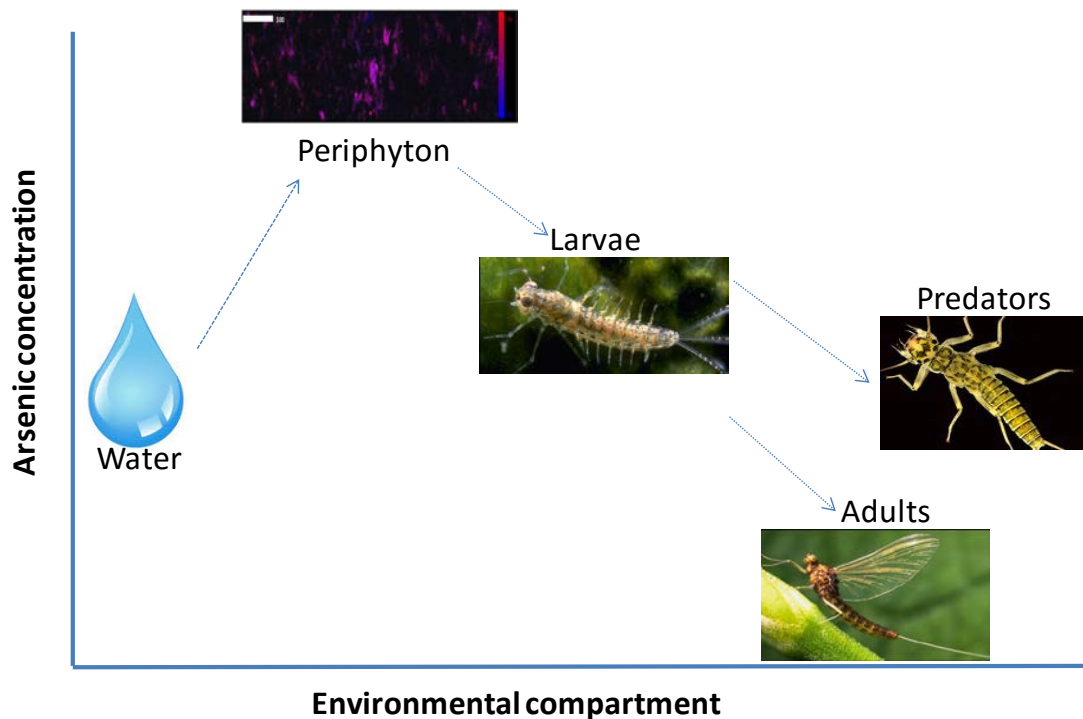 Periphyton
Larvae
Predators
Water
Adults
Arsenic concentration
Environmental compartment